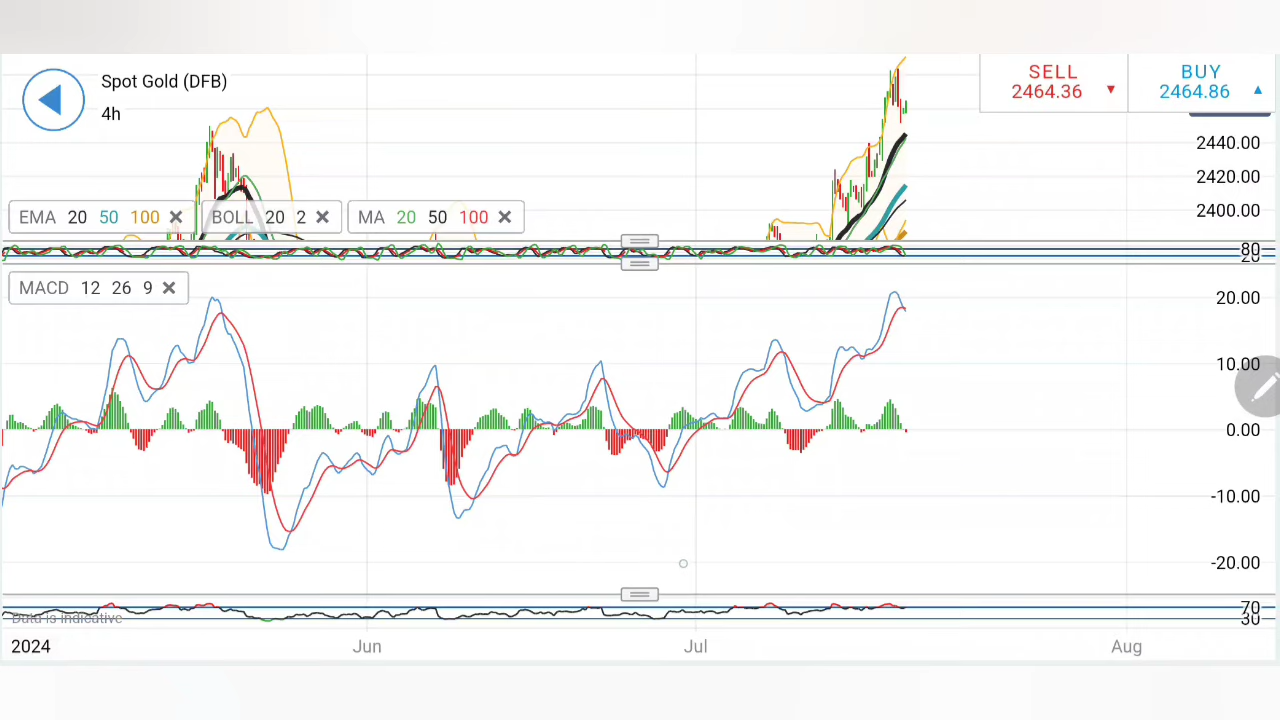 Spot Gold (DFB)
4h
SELL
2464.36
BUY
2464.86
2440.00
2420.00
2400.00
EMA 20 50 100
BOLL 20 2
MA 20 50 100
80
20
MACD 12 26 9
20.00
10.00
0.00
-10.00
-20.00
70
30
Data is indicative
2024 Jun Jul Aug